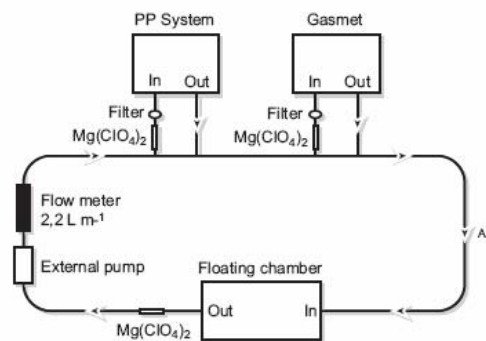 PP System
Gasmet
In
Out
In
Out
Filter
Filter
Mg(ClO4)2
Mg(ClO4)2
Flow meter
2,2 L m-1
External pump
Floating chamber
Out
In
Mg(ClO4)2
A